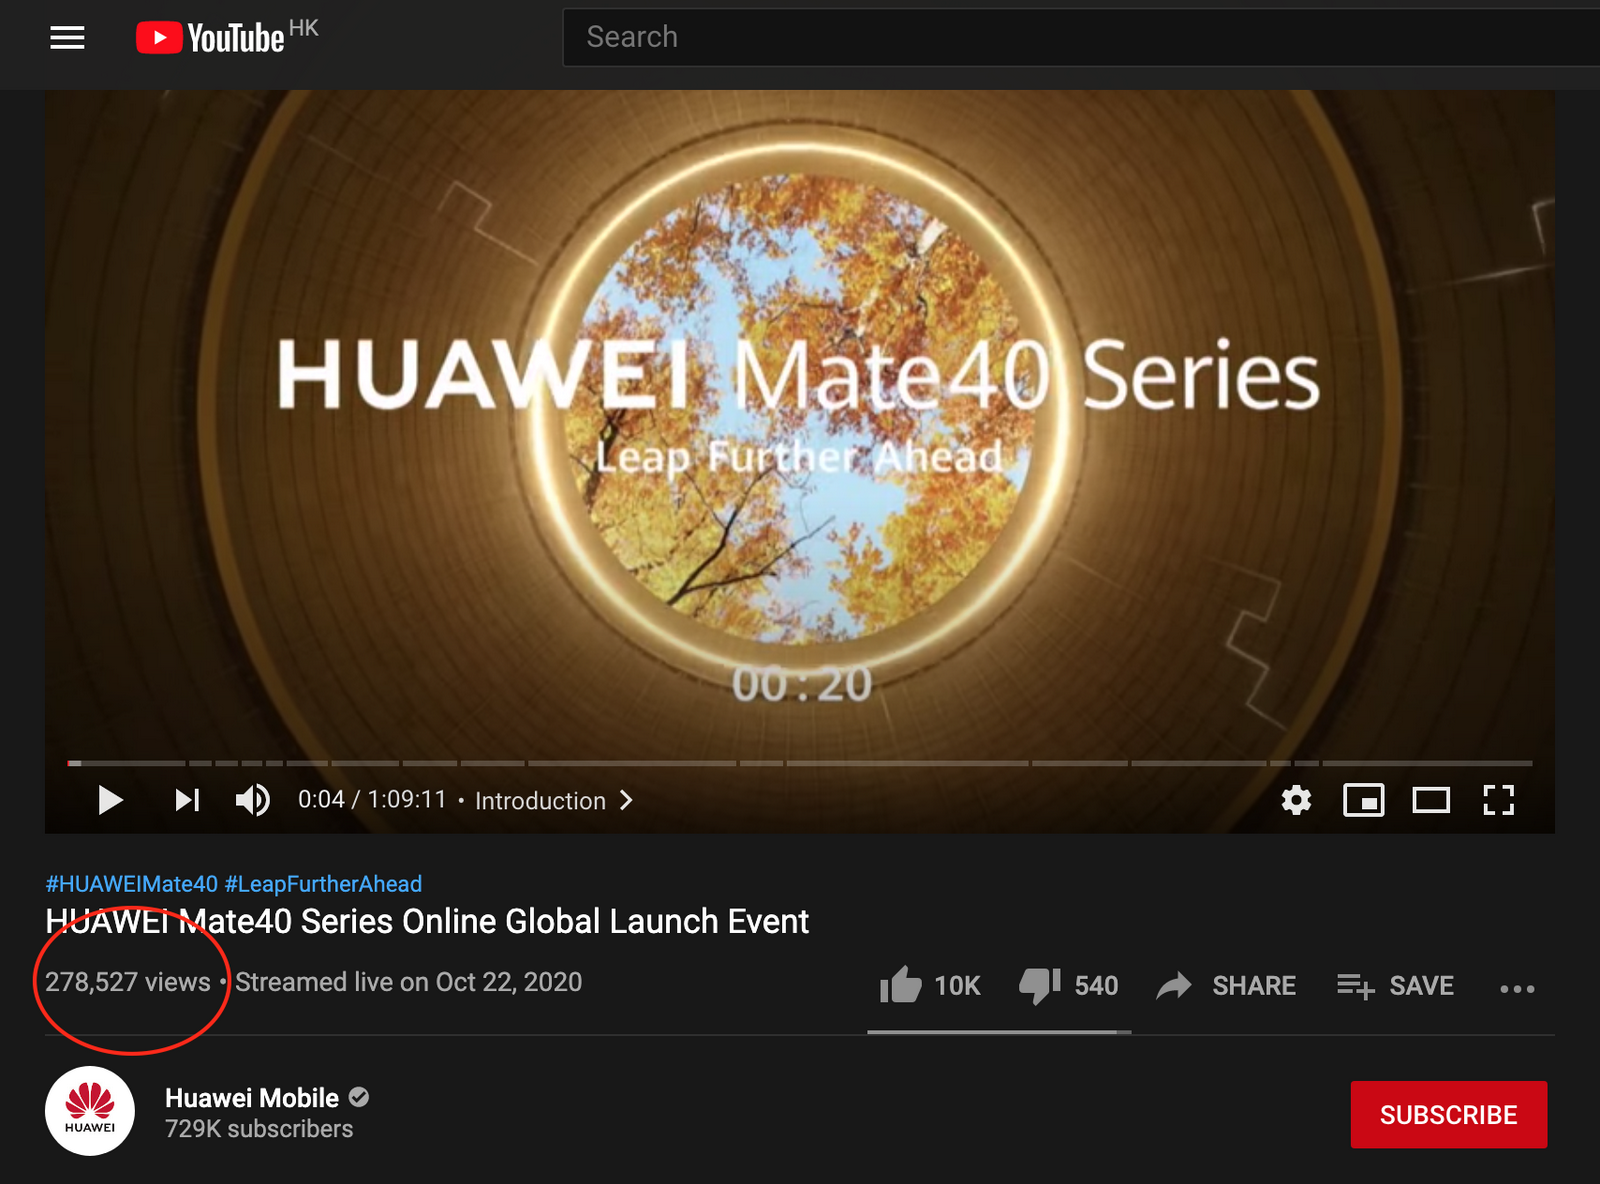 YouTube HK
Search
HUAWEI Mate40 Series
Leap Further Ahead
00:20
0:04 / 1:09:11 • Introduction
#HUAWEIMate40 #LeapFurtherAhead
HUAWEI Mate40 Series Online Global Launch Event
278,527 views • Streamed live on Oct 22, 2020
10K 540 SHARE SAVE
HUAWEI
Huawei Mobile
729K subscribers
SUBSCRIBE